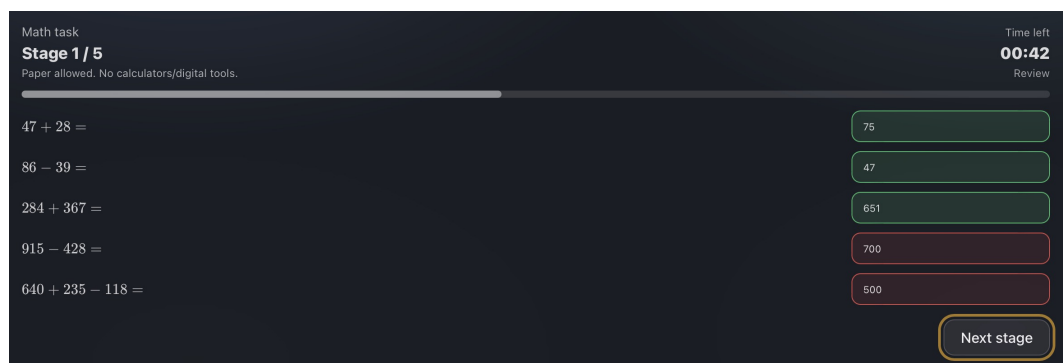 Math task
Time left
Stage 1 / 5
00:42
Paper allowed. No calculators/digital tools.
Review
47 + 28 = 75
86 − 39 = 47
284 + 367 = 651
915 − 428 = 700
640 + 235 − 118 = 500
Next stage